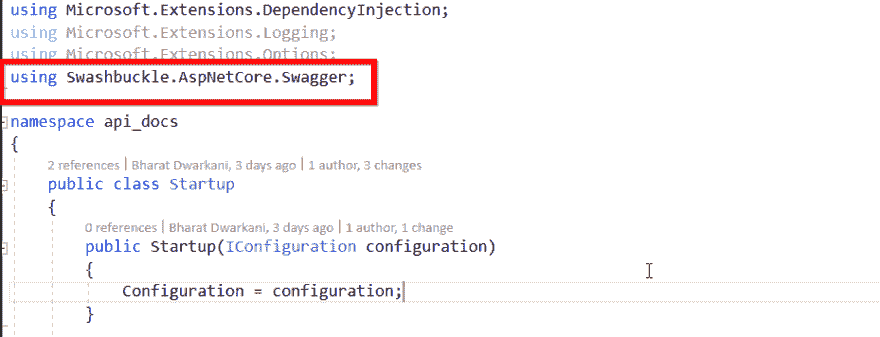 using Microsoft.Extensions.DependencyInjection;
using Microsoft.Extensions.Logging;
using Microsoft.Extensions.Options;
using Swashbuckle.AspNetCore.Swagger;
namespace api_docs
{
2 references | Bharat Dwarkani, 3 days ago | 1 author, 3 changes
public class Startup
{
0 references | Bharat Dwarkani, 3 days ago | 1 author, 1 change
public Startup(IConfiguration configuration)
{
Configuration = configuration;
}